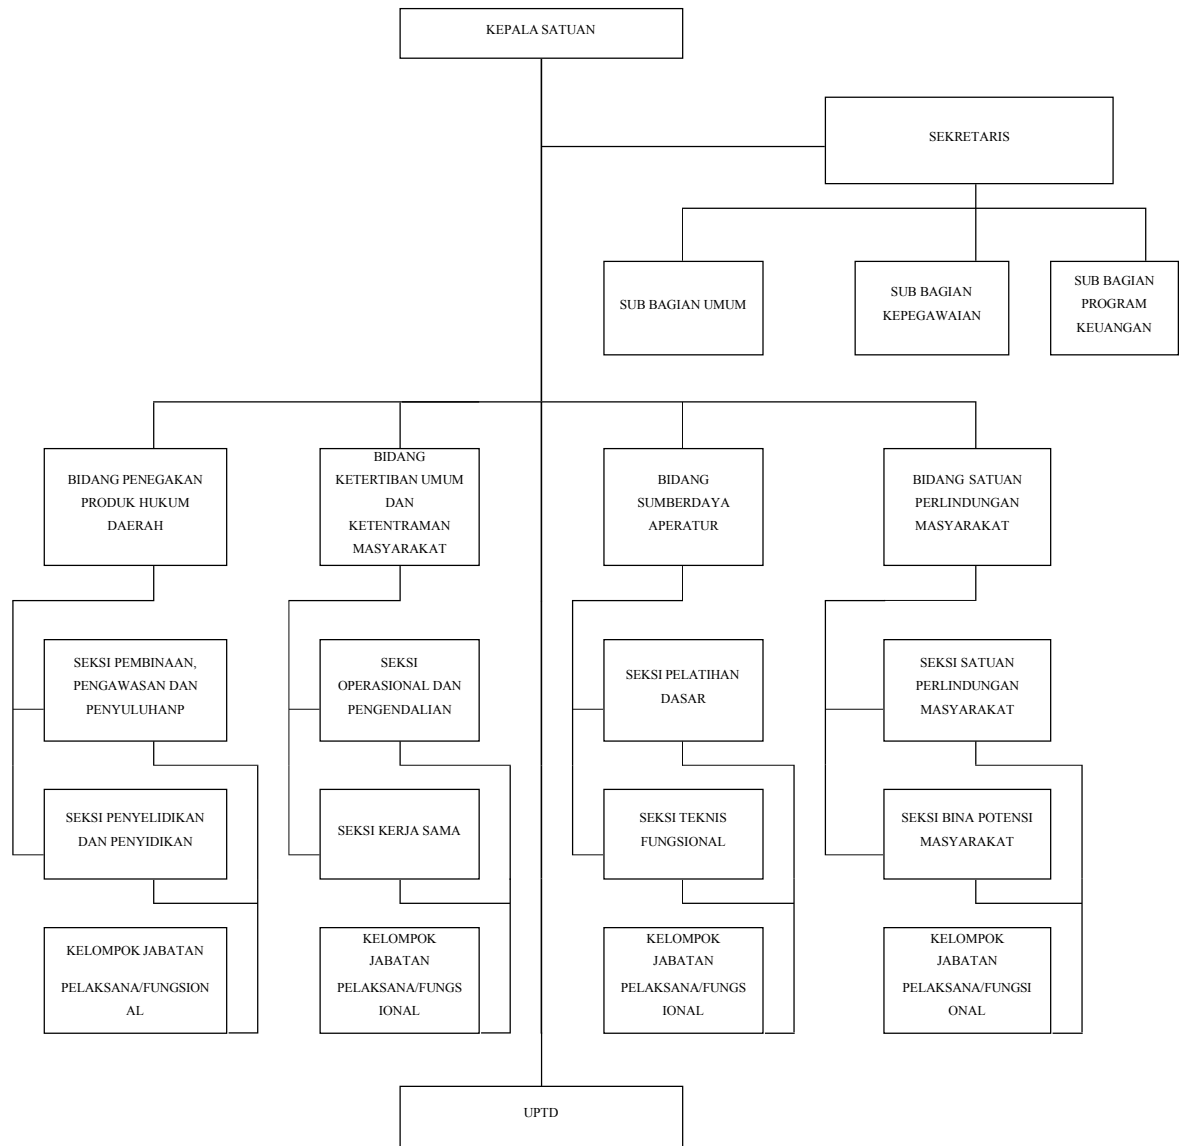 KEPALA SATUAN
SEKRETARIS
SUB BAGIAN UMUM
SUB BAGIAN
KEPEGAWAIAN
SUB BAGIAN
PROGRAM
KEUANGAN
BIDANG PENEGAKAN
PRODUK HUKUM
DAERAH
BIDANG
KETERTIBAN UMUM
DAN
KETENTRAMAN
MASYARAKAT
BIDANG
SUMBERDAYA
APERATUR
BIDANG SATUAN
PERLINDUNGAN
MASYARAKAT
SEKSI PEMBINAAN,
PENGAWASAN DAN
PENYULUHANP
SEKSI
OPERASIONAL DAN
PENGENDALIAN
SEKSI PELATIHAN
DASAR
SEKSI SATUAN
PERLINDUNGAN
MASYARAKAT
SEKSI PENYELIDIKAN
DAN PENYIDIKAN
SEKSI KERJA SAMA
SEKSI TEKNIS
FUNGSIONAL
SEKSI BINA POTENSI
MASYARAKAT
KELOMPOK JABATAN
PELAKSANA/FUNGSION
AL
KELOMPOK
JABATAN
PELAKSANA/FUNGS
IONAL
KELOMPOK
JABATAN
PELAKSANA/FUNGS
IONAL
KELOMPOK
JABATAN
PELAKSANA/FUNGSI
ONAL
UPTD